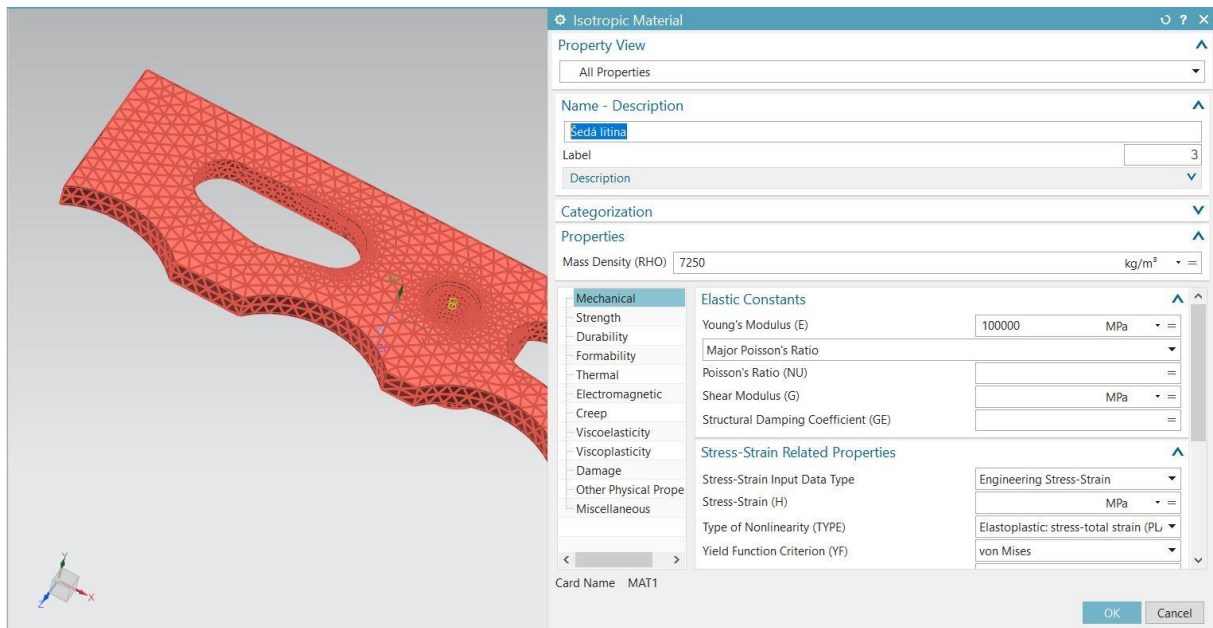 Isotropic Material
Property View
All Properties
Name - Description
Šedá litina
Label 3
Description
Categorization
Properties
Mass Density (RHO) 7250 kg/m³ =
Mechanical
Strength
Durability
Formability
Thermal
Electromagnetic
Creep
Viscoelasticity
Viscoplasticity
Damage
Other Physical Prope
Miscellaneous
Elastic Constants
Young's Modulus (E) 100000 MPa =
Major Poisson's Ratio
Poisson's Ratio (NU) =
Shear Modulus (G) MPa =
Structural Damping Coefficient (GE) =
Stress-Strain Related Properties
Stress-Strain Input Data Type Engineering Stress-Strain
Stress-Strain (H) MPa =
Type of Nonlinearity (TYPE) Elastoplastic: stress-total strain (PL
Yield Function Criterion (YF) von Mises
Card Name MAT1
OK Cancel
Y
Z
X